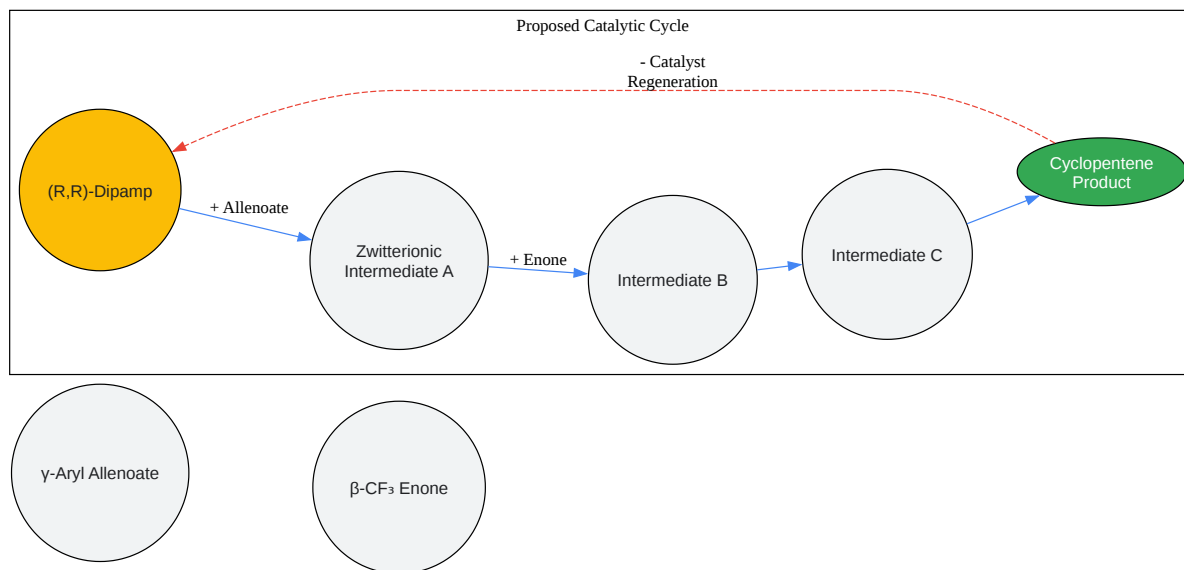 Proposed Catalytic Cycle
- Catalyst
Regeneration
(R,R)-Dipamp
+ Allenoate
Zwitterionic
Intermediate A
+ Enone
Intermediate B
Intermediate C
Cyclopentene
Product
γ-Aryl Allenoate
β-CF₃ Enone